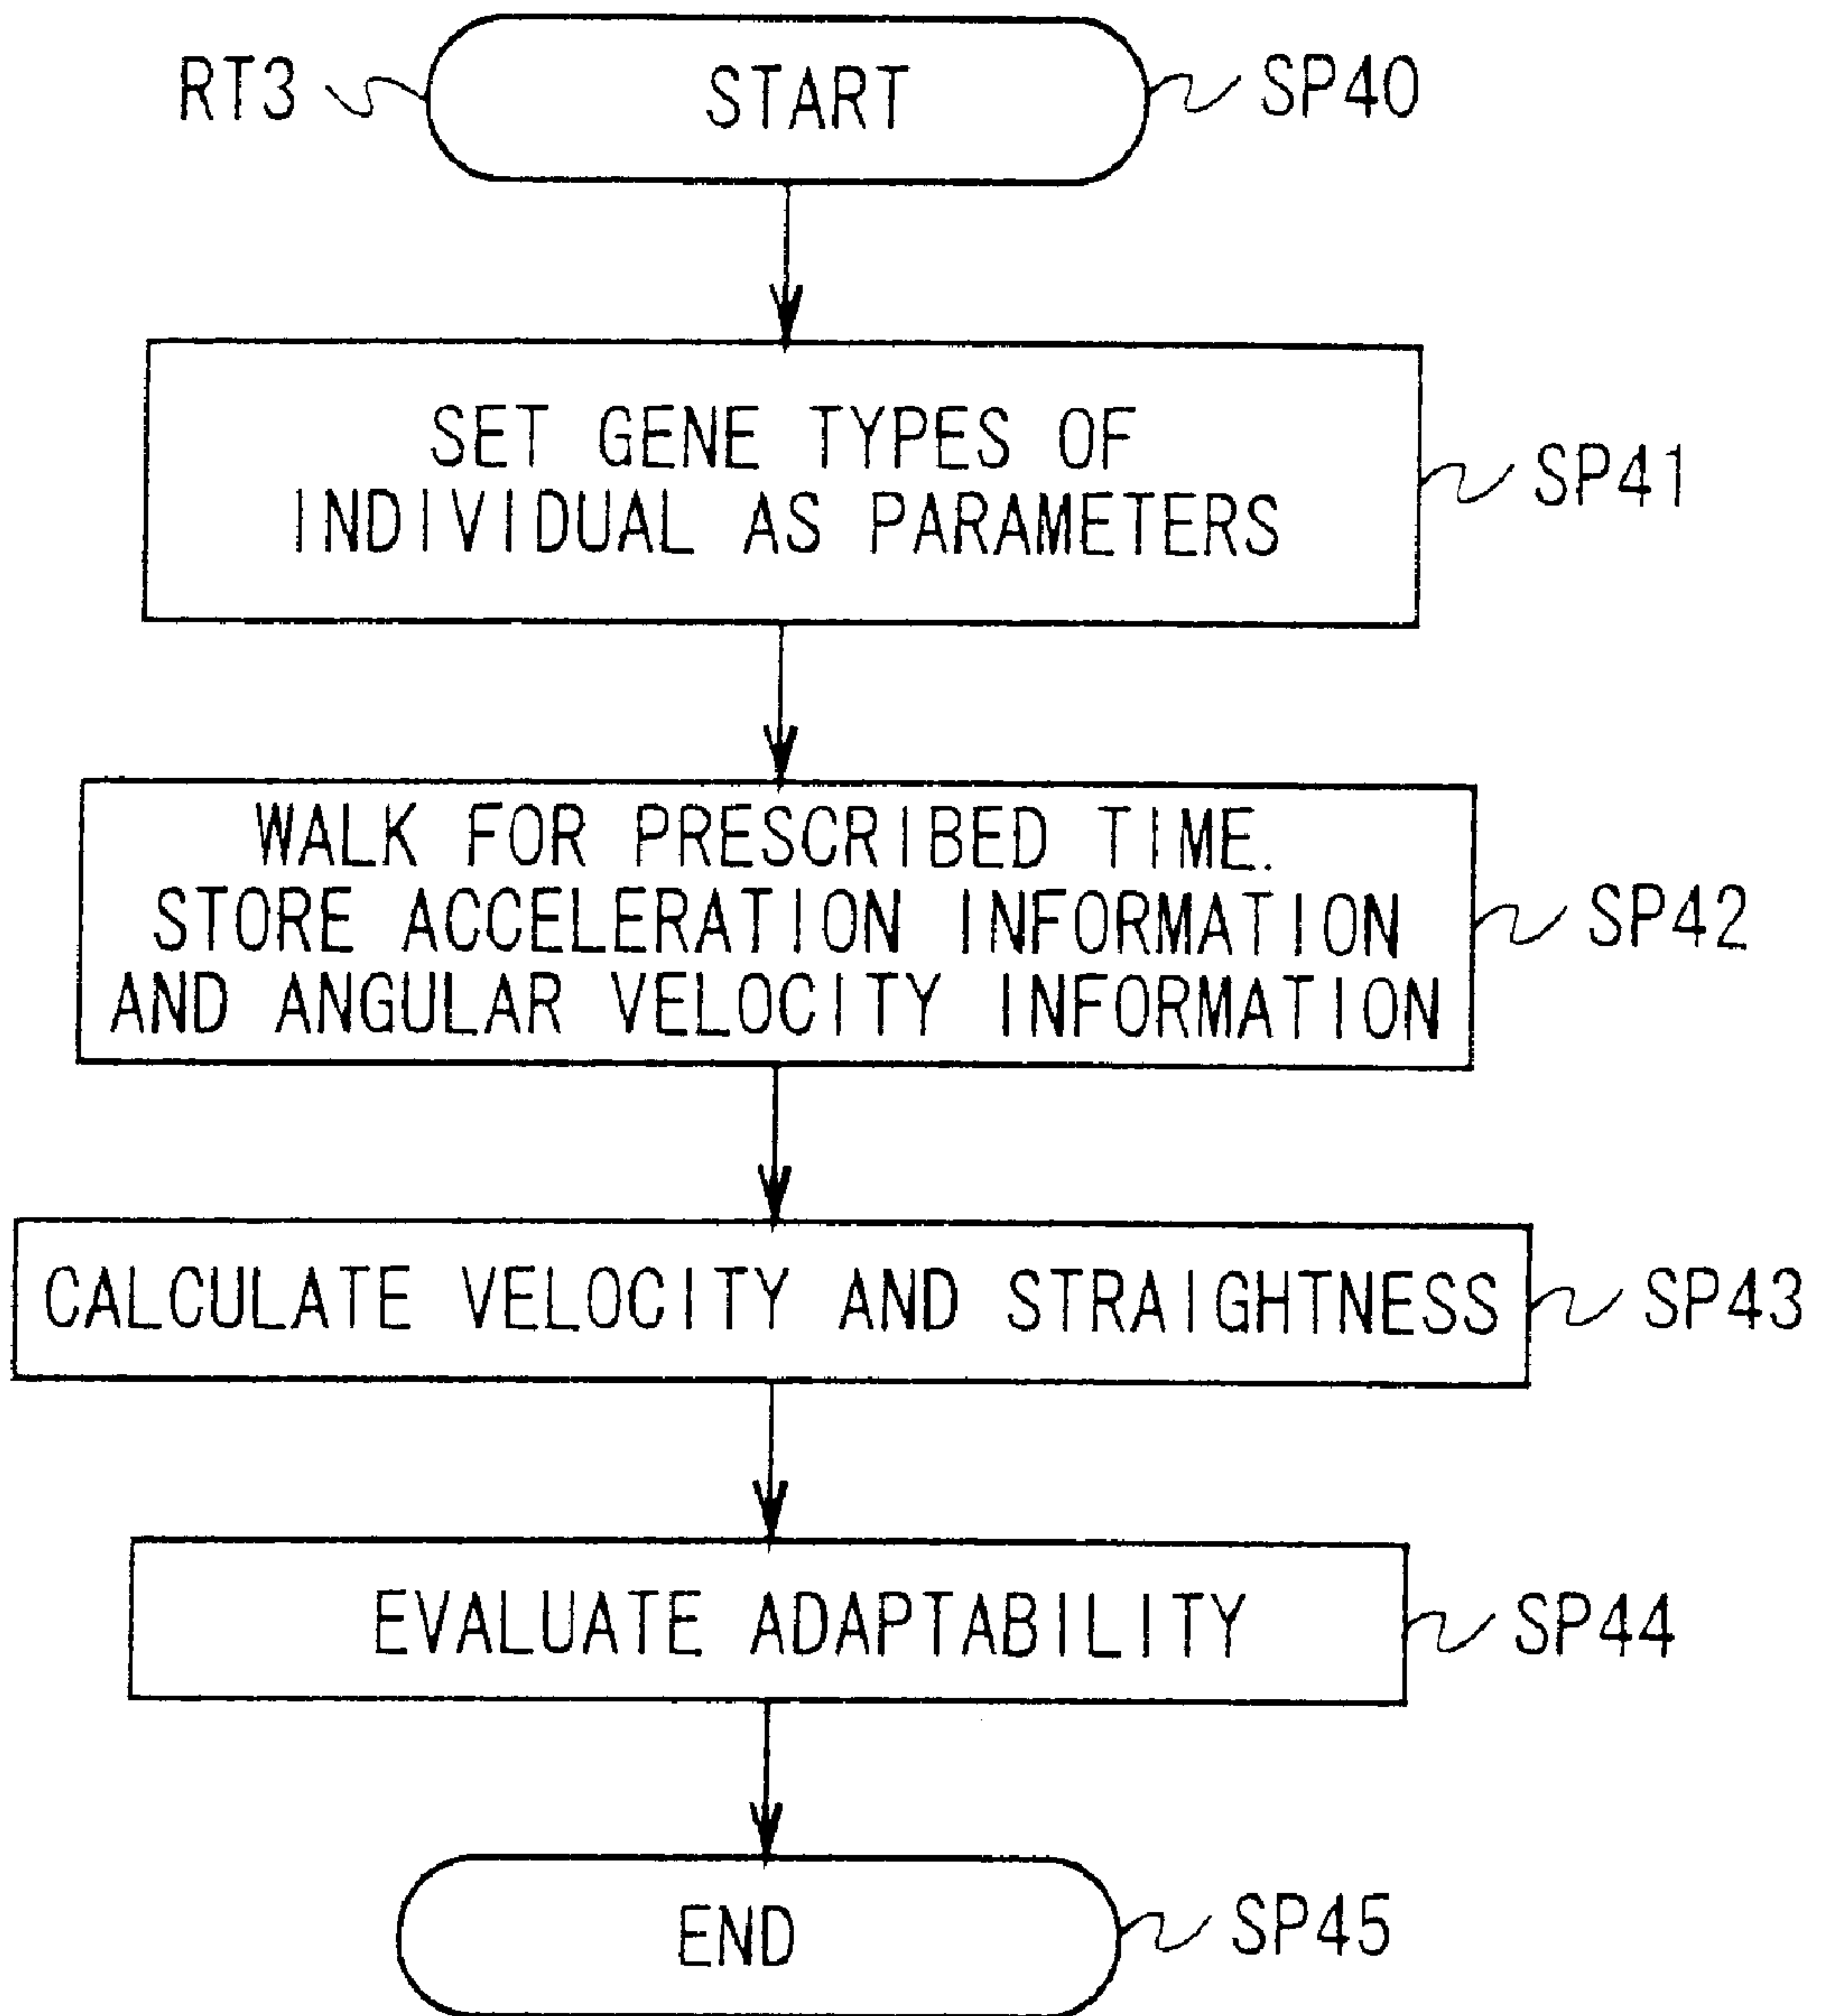 RT3
START
SP40
SET GENE TYPES OF
INDIVIDUAL AS PARAMETERS
SP41
WALK FOR PRESCRIBED TIME.
STORE ACCELERATION INFORMATION
AND ANGULAR VELOCITY INFORMATION
SP42
CALCULATE VELOCITY AND STRAIGHTNESS
SP43
EVALUATE ADAPTABILITY
SP44
END
SP45